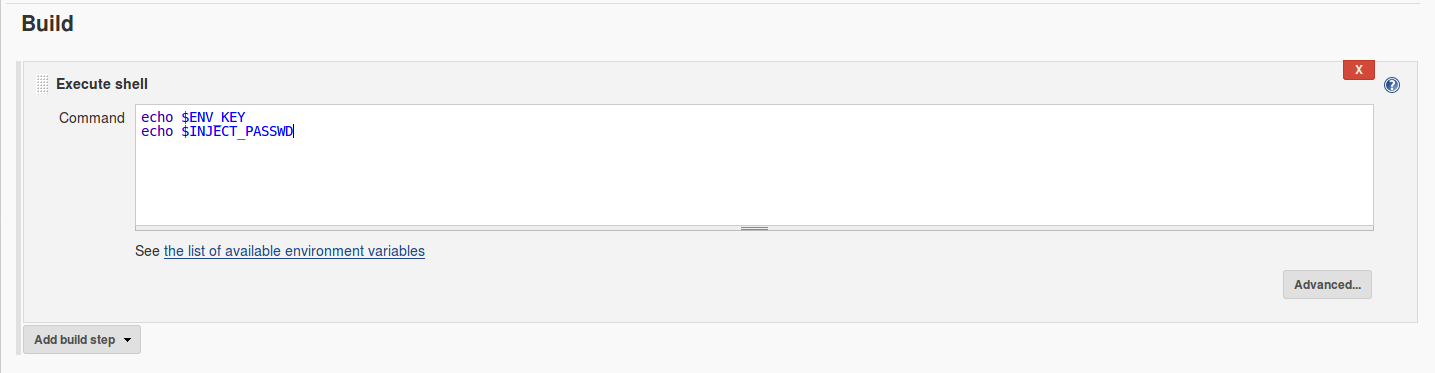 Build
Execute shell
X
?
Command
echo $ENV_KEY
echo $INJECT_PASSWD
See the list of available environment variables
Advanced...
Add build step